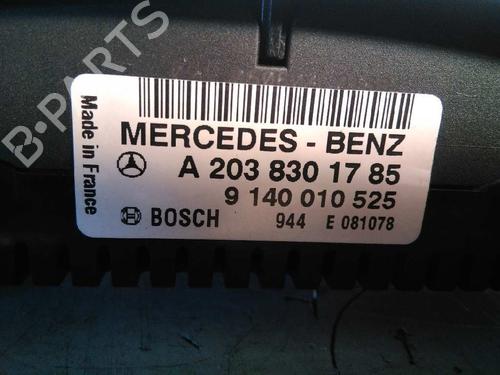 B-PARTS
Made in France
MERCEDES - BENZ
A 203 830 17 85
9 140 010 525
BOSCH 944 E 081078